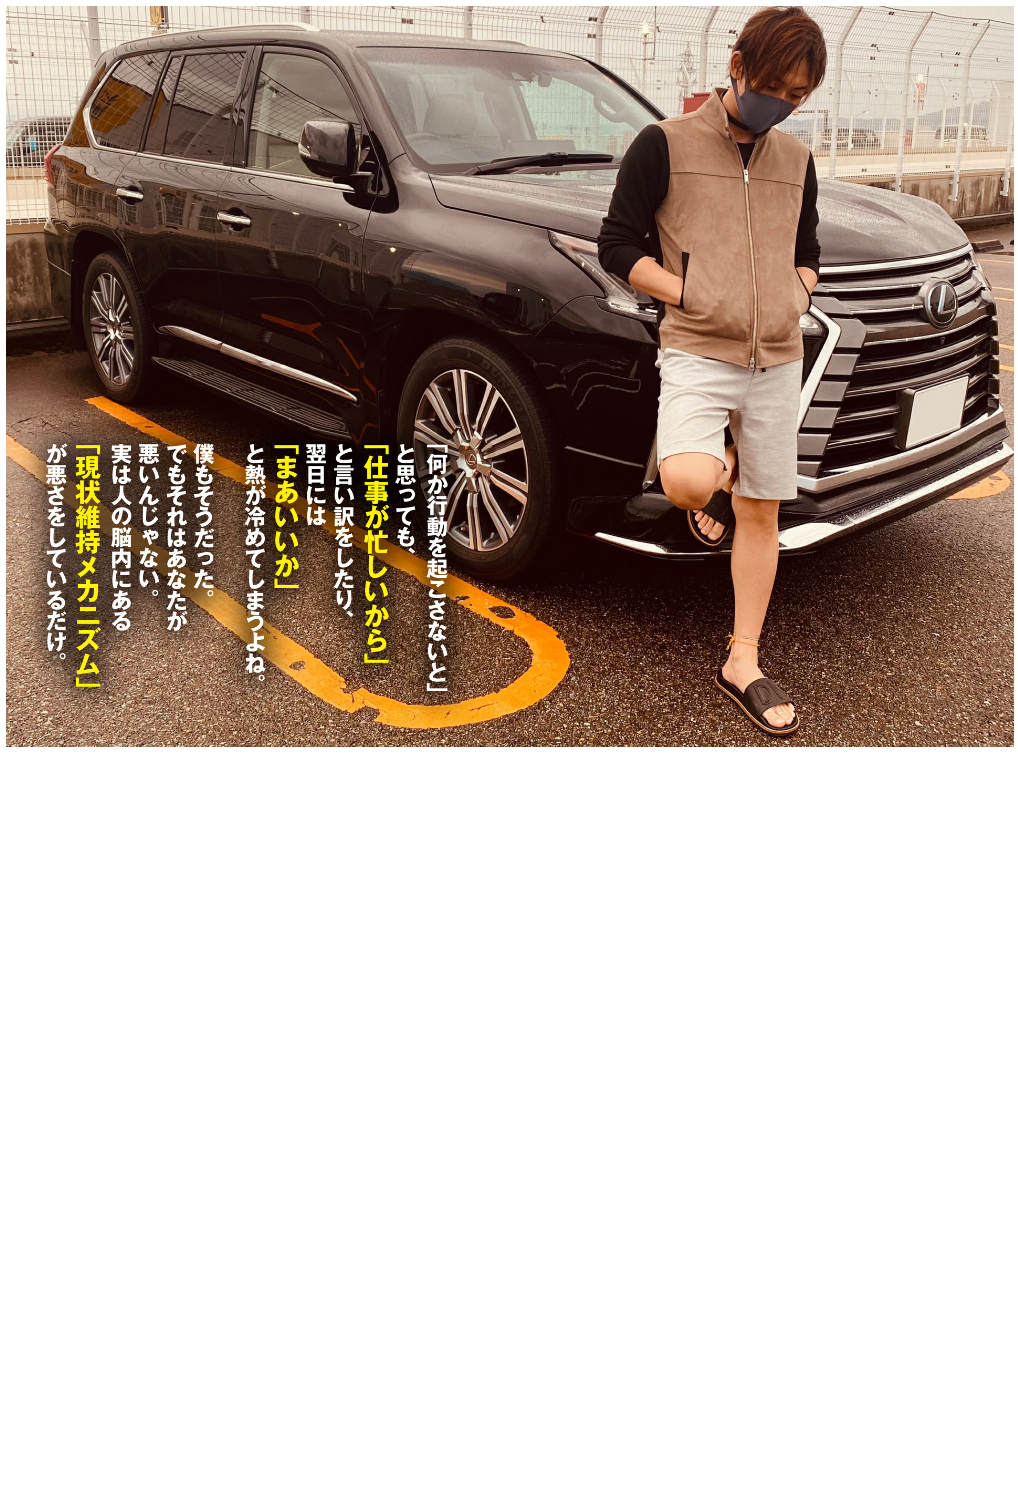 「何か行動を起こさないと」
と思っても、
「仕事が忙しいから」
と言い訳をしたり、
翌日には
「まあいいか」
と熱が冷めてしまうよね。
僕もそうだった。
でもそれはあなたが
悪いんじゃない。
実は人の脳内にある
「現状維持メカニズム」
が悪さをしているだけ。